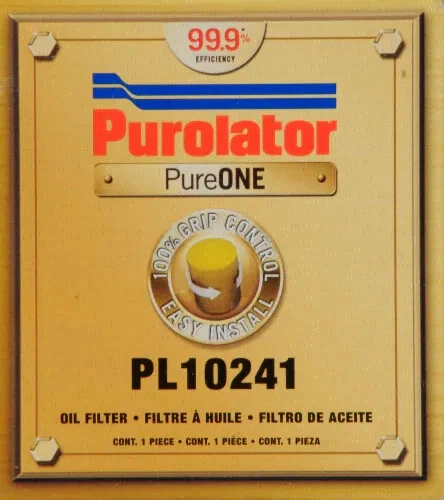 99.9*%
EFFICIENCY
Purolator
PureONE
100% GRIP CONTROL
EASY INSTALL
PL10241
OIL FILTER • FILTRE À HUILE • FILTRO DE ACEITE
CONT. 1 PIECE • CONT. 1 PIÈCE • CONT. 1 PIEZA